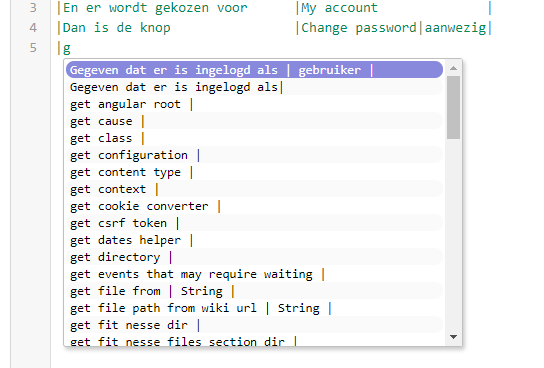 3 |En er wordt gekozen voor |My account |
4 |Dan is de knop |Change password|aanwezig|
5 |g
Gegeven dat er is ingelogd als | gebruiker |
Gegeven dat er is ingelogd als|
get angular root |
get cause |
get class |
get configuration |
get content type |
get context |
get cookie converter |
get csrf token |
get dates helper |
get directory |
get events that may require waiting |
get file from | String |
get file path from wiki url | String |
get fit nesse dir |
get fit nesse files section dir |